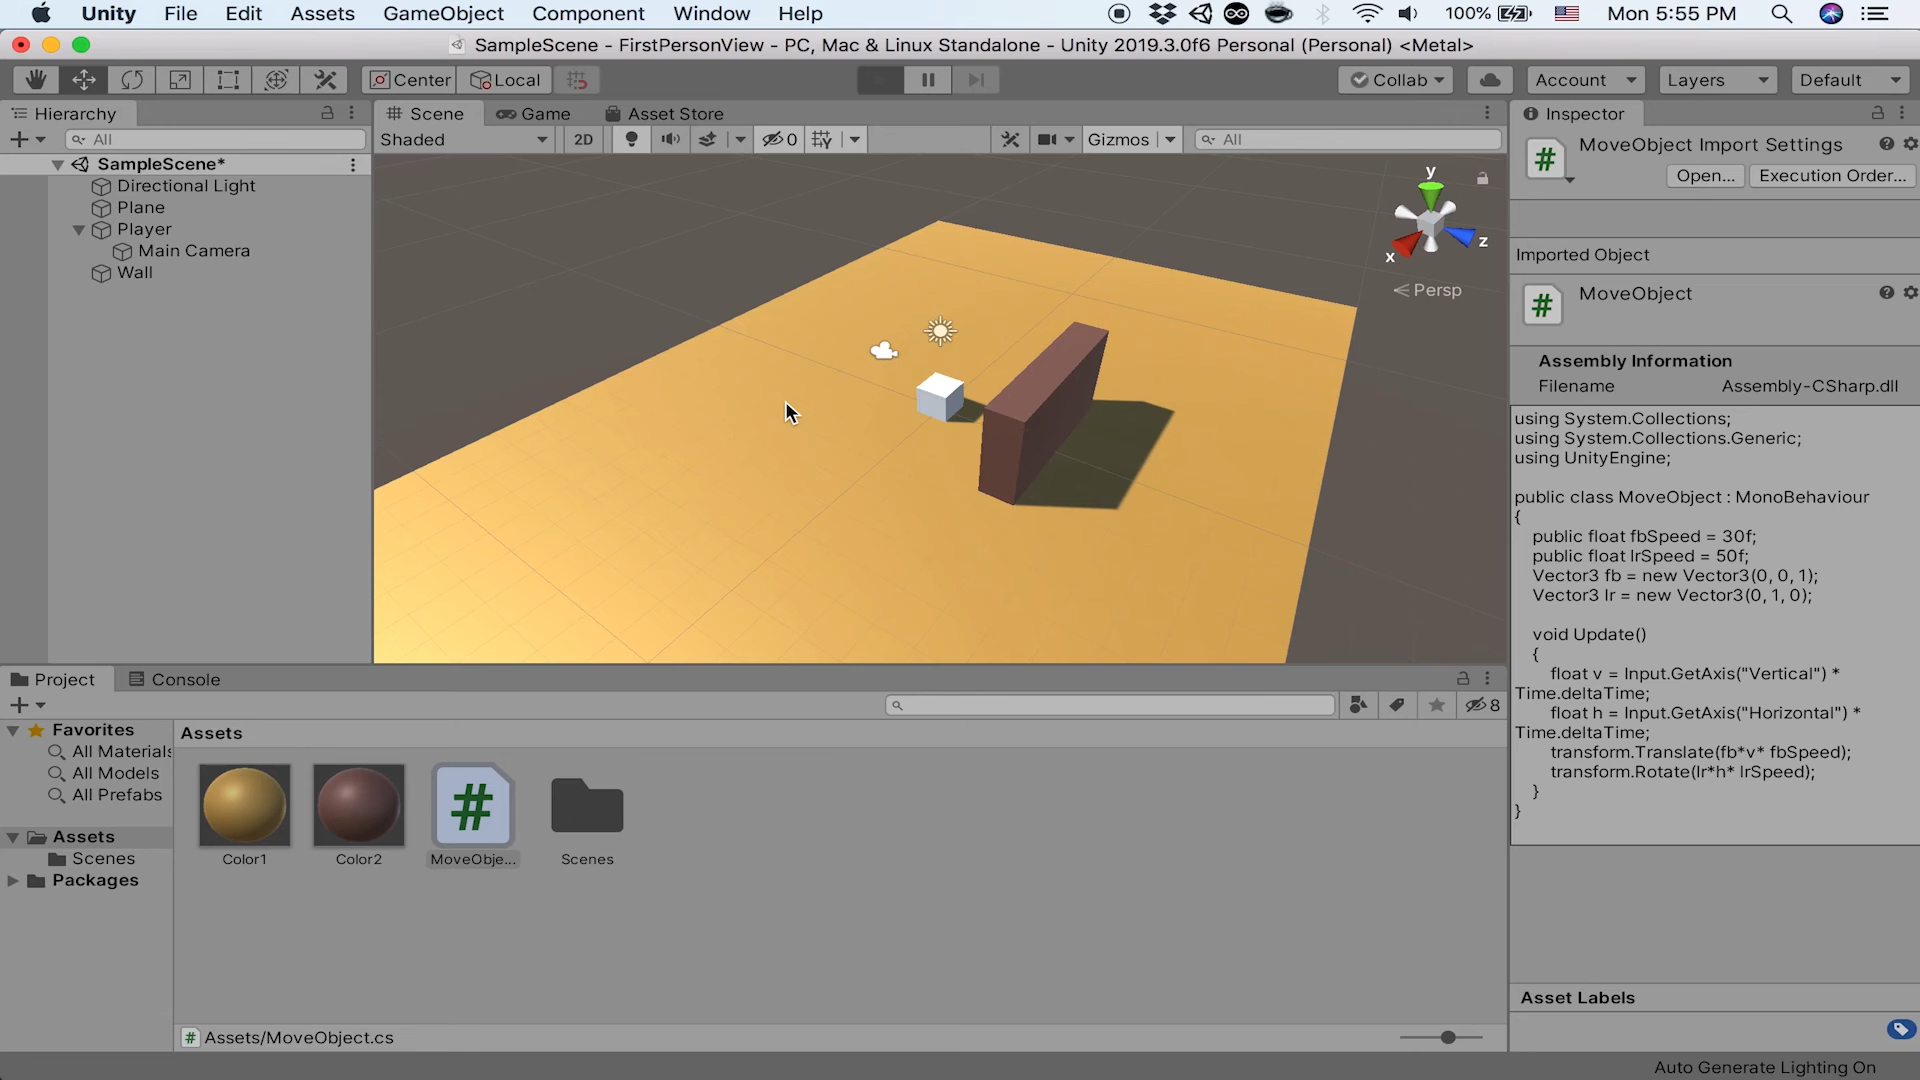 Unity File Edit Assets GameObject Component Window Help 100% Mon 5:55 PM
SampleScene - FirstPersonView - PC, Mac & Linux Standalone - Unity 2019.3.0f6 Personal (Personal) <Metal>
Center Local Collab Account Layers Default
Hierarchy Scene Game Asset Store Inspector
All Shaded 2D 0 Gizmos All
SampleScene*
Directional Light
Plane
Player
Main Camera
Wall
y
z
x
Persp
MoveObject Import Settings
Open... Execution Order...
Imported Object
MoveObject
Assembly Information
Filename Assembly-CSharp.dll
using System.Collections;
using System.Collections.Generic;
using UnityEngine;
public class MoveObject : MonoBehaviour
{
public float fbSpeed = 30f;
public float lrSpeed = 50f;
Vector3 fb = new Vector3(0, 0, 1);
Vector3 lr = new Vector3(0, 1, 0);
void Update()
{
float v = Input.GetAxis("Vertical") *
Time.deltaTime;
float h = Input.GetAxis("Horizontal") *
Time.deltaTime;
transform.Translate(fb*v* fbSpeed);
transform.Rotate(lr*h* lrSpeed);
}
}
Project Console
8
Favorites
All Materials
All Models
All Prefabs
Assets
Scenes
Packages
Assets
Color1 Color2 MoveObje... Scenes
Assets/MoveObject.cs
Asset Labels
Auto Generate Lighting On